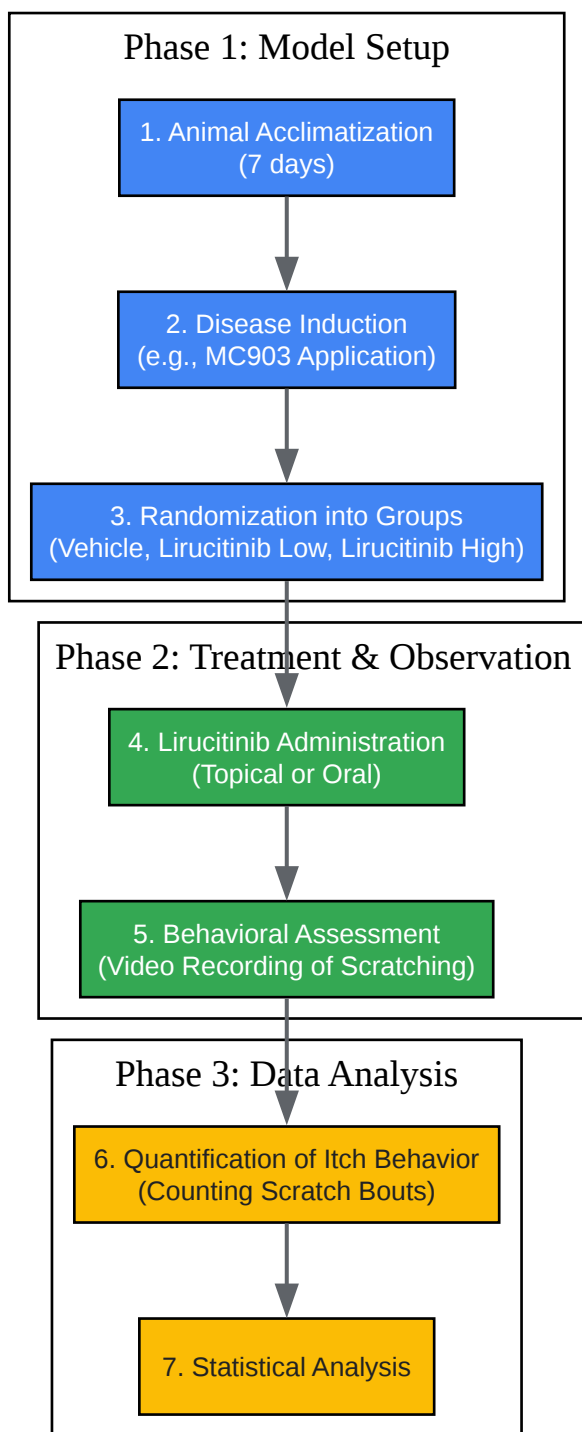 Phase 1: Model Setup
1. Animal Acclimatization
(7 days)
2. Disease Induction
(e.g., MC903 Application)
3. Randomization into Groups
(Vehicle, Lirucitinib Low, Lirucitinib High)
Phase 2: Treatment & Observation
4. Lirucitinib Administration
(Topical or Oral)
5. Behavioral Assessment
(Video Recording of Scratching)
Phase 3: Data Analysis
6. Quantification of Itch Behavior
(Counting Scratch Bouts)
7. Statistical Analysis